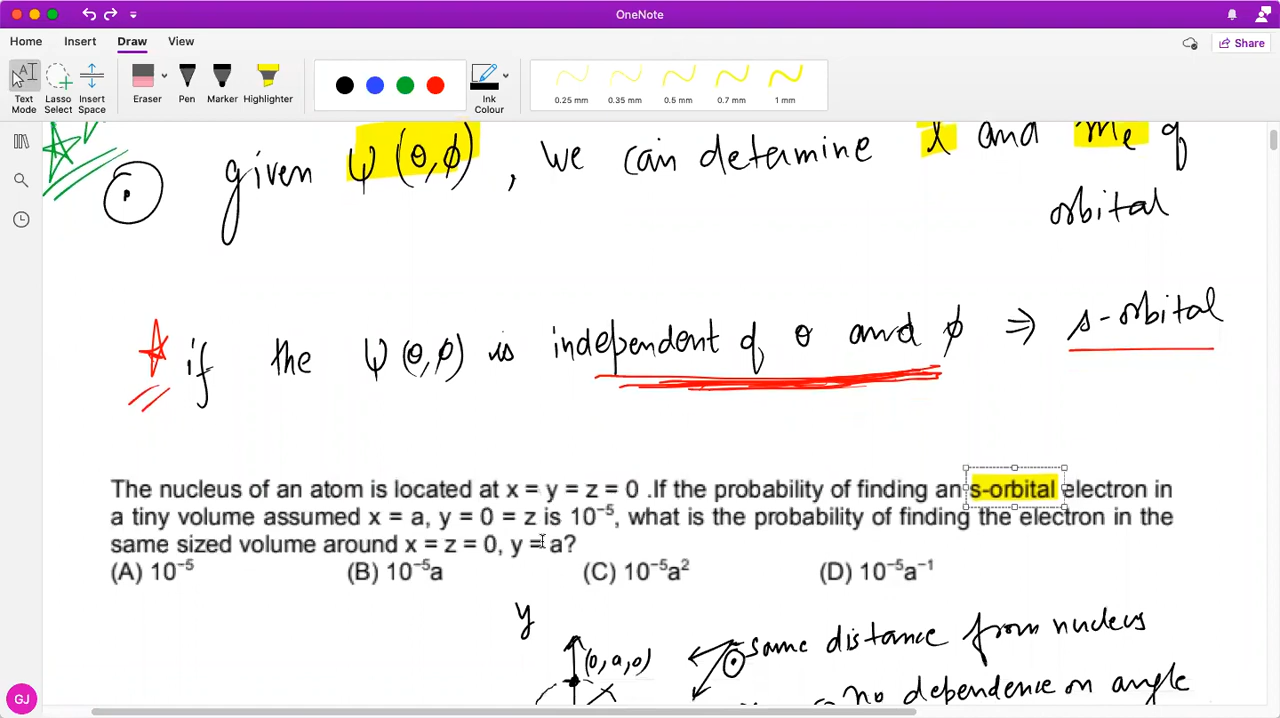 OneNote
Home Insert Draw View
Share
Text Mode
Lasso Select
Insert Space
Eraser
Pen
Marker
Highlighter
Ink Colour
0.25 mm 0.35 mm 0.5 mm 0.7 mm 1 mm
given Ψ (θ,ϕ) , we can determine l and mₑ of
orbital
if the Ψ (θ,ϕ) is independent of θ and ϕ ⇒ s-orbital
The nucleus of an atom is located at x = y = z = 0 .If the probability of finding an s-orbital electron in
a tiny volume assumed x = a, y = 0 = z is 10⁻⁵, what is the probability of finding the electron in the
same sized volume around x = z = 0, y = a?
(A) 10⁻⁵ (B) 10⁻⁵a (C) 10⁻⁵a² (D) 10⁻⁵a⁻¹
y
(0, a, 0) same distance from nucleus
no dependence on angle
GJ